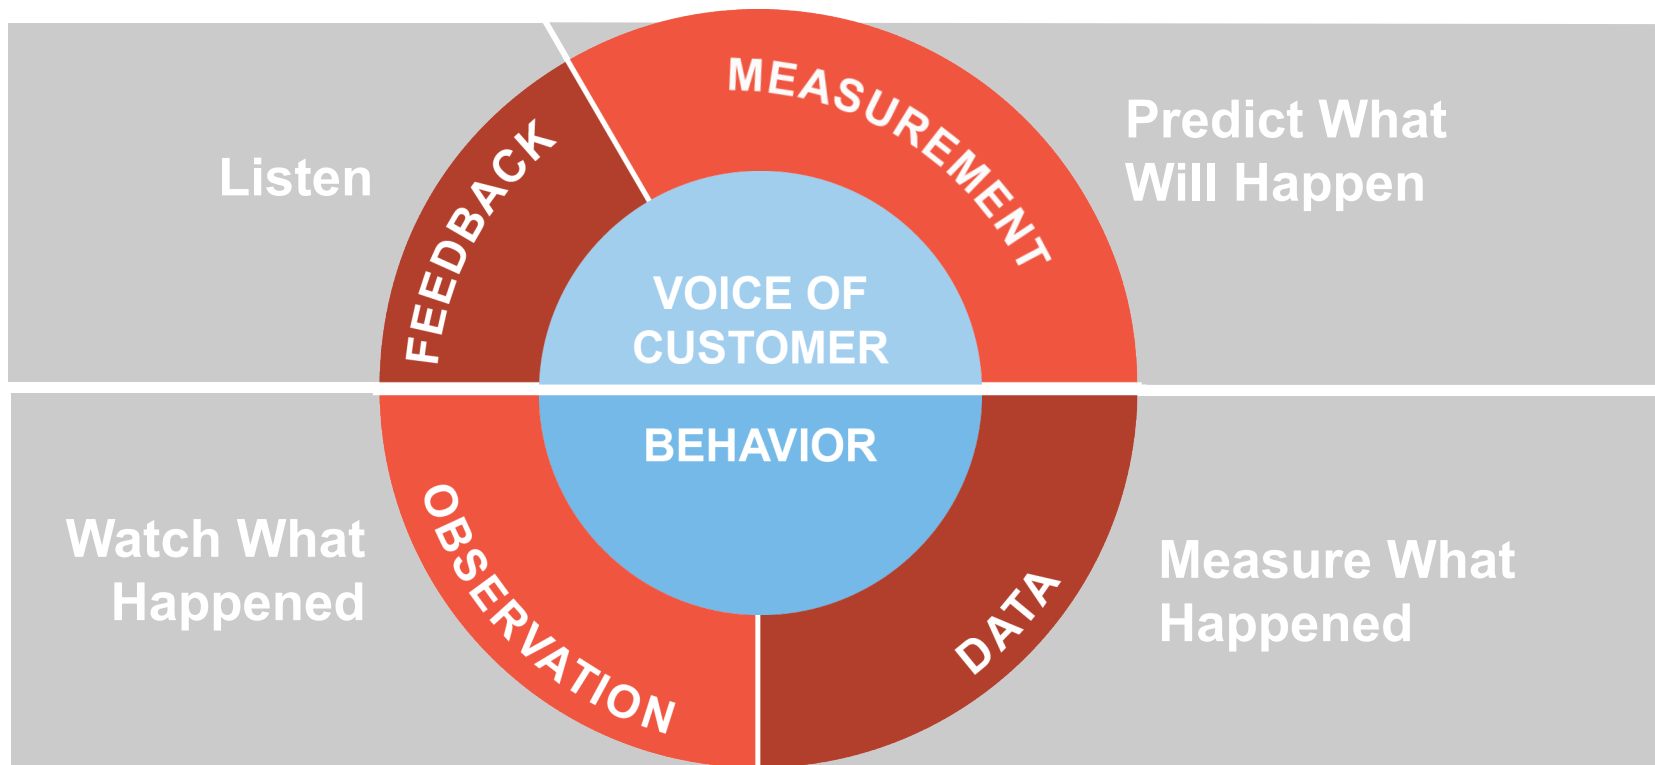 Listen
FEEDBACK
MEASUREMENT
Predict What
Will Happen
VOICE OF
CUSTOMER
BEHAVIOR
Watch What
Happened
OBSERVATION
DATA
Measure What
Happened